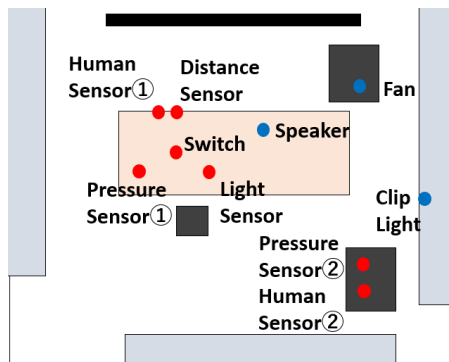 Human
Sensor①
Distance
Sensor
Fan
Speaker
Switch
Pressure
Sensor①
Light
Sensor
Clip
Light
Pressure
Sensor②
Human
Sensor②